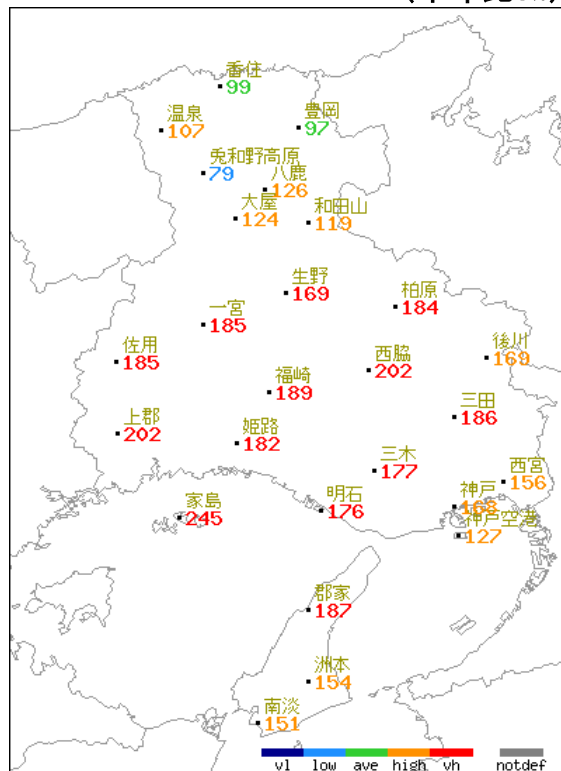 香住
99
温泉
107
豊岡
97
兎和野高原
79
八鹿
126
大屋
124
和田山
119
生野
169
柏原
184
一宮
185
佐用
185
西脇
202
後川
169
福崎
189
三田
186
上郡
202
姫路
182
三木
177
西宮
156
家島
245
明石
176
神戸
168
神戸空港
127
郡家
187
洲本
154
南淡
151
vl low ave high vh notdef